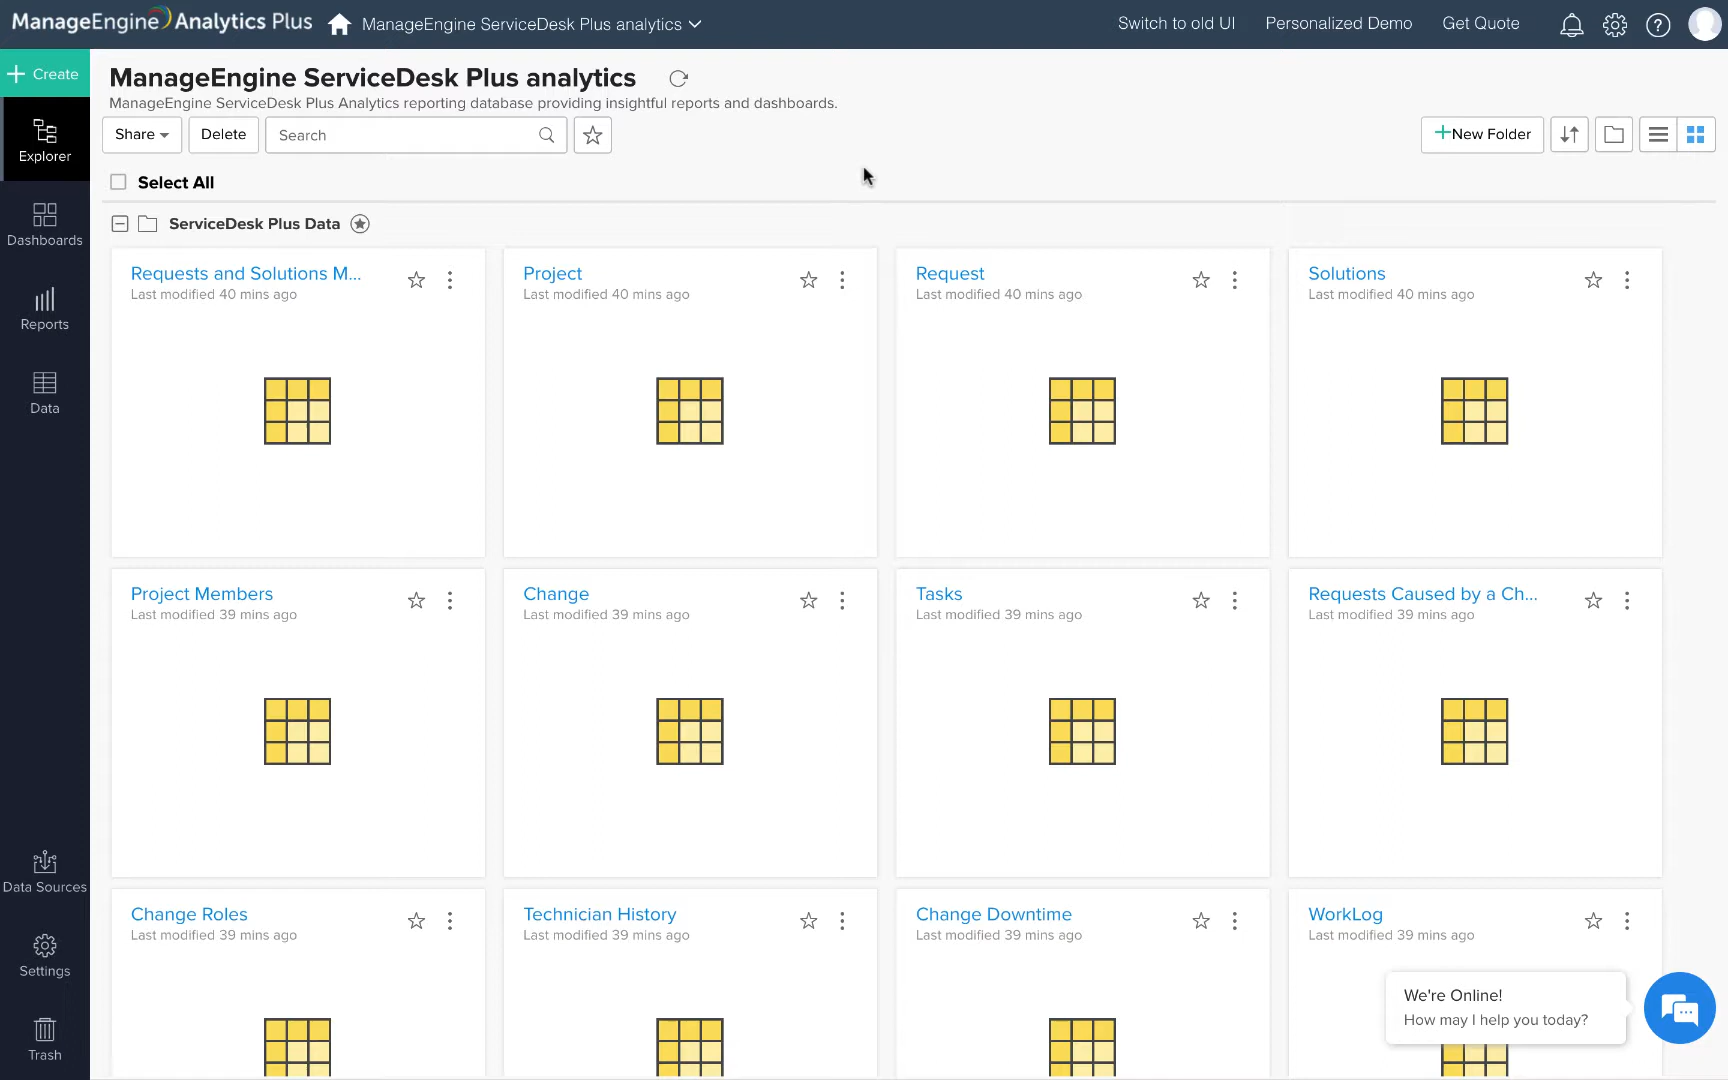 ManageEngine Analytics Plus
ManageEngine ServiceDesk Plus analytics
Switch to old UI
Personalized Demo
Get Quote
Create
ManageEngine ServiceDesk Plus analytics
ManageEngine ServiceDesk Plus Analytics reporting database providing insightful reports and dashboards.
Share
Delete
Search
New Folder
Explorer
Select All
ServiceDesk Plus Data
Dashboards
Reports
Data
Data Sources
Settings
Trash
Requests and Solutions M...
Last modified 40 mins ago
Project
Last modified 40 mins ago
Request
Last modified 40 mins ago
Solutions
Last modified 40 mins ago
Project Members
Last modified 39 mins ago
Change
Last modified 39 mins ago
Tasks
Last modified 39 mins ago
Requests Caused by a Ch...
Last modified 39 mins ago
Change Roles
Last modified 39 mins ago
Technician History
Last modified 39 mins ago
Change Downtime
Last modified 39 mins ago
WorkLog
Last modified 39 mins ago
We're Online!
How may I help you today?